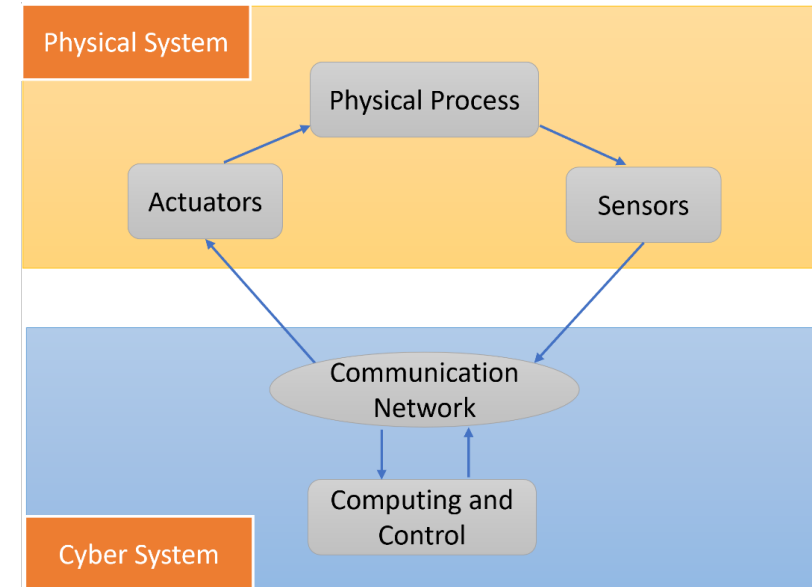 Physical System
Physical Process
Actuators
Sensors
Communication
Network
Computing and
Control
Cyber System